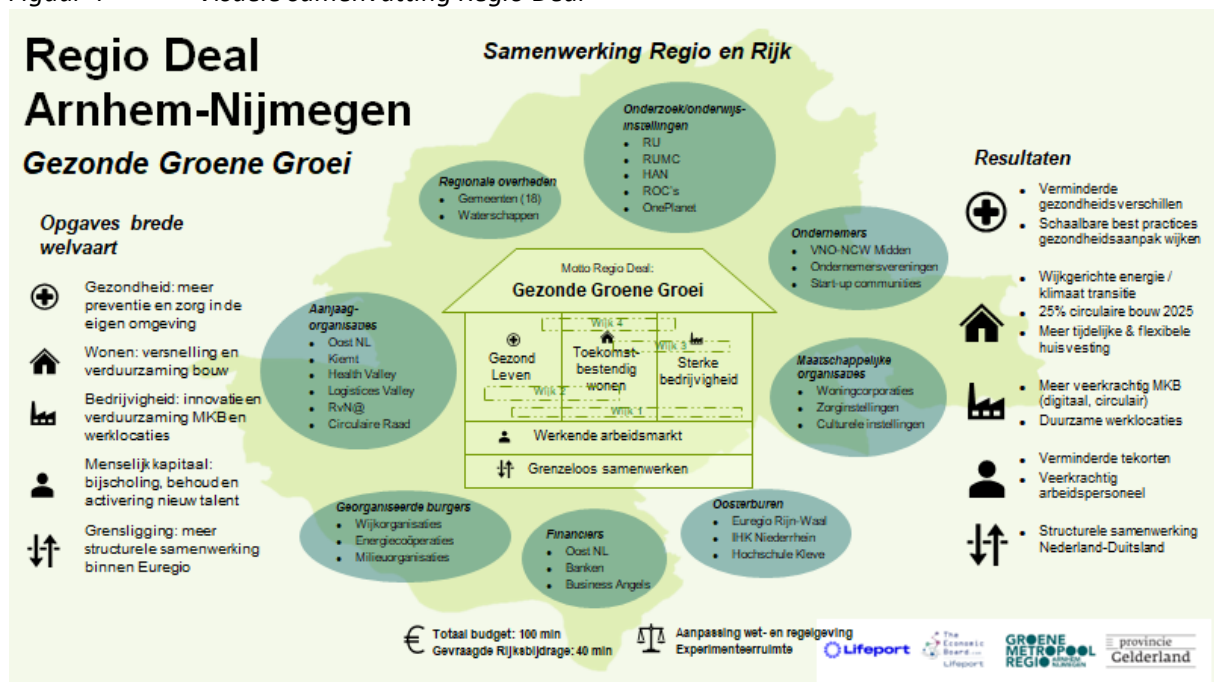 Figuur 4 Visuele samenvatting Regio Deal
Regio Deal
Arnhem-Nijmegen
Gezonde Groene Groei
Samenwerking Regio en Rijk
Opgaves brede
welvaart
Gezondheid: meer
preventie en zorg in de
eigen omgeving
Wonen: versnelling en
verduurzaming bouw
Bedrijvigheid: innovatie en
verduurzaming MKB en
werklocaties
Menselijk kapitaal:
bijscholing, behoud en
activering nieuw talent
Grensligging: meer
structurele samenwerking
binnen Euregio
Onderzoek/onderwijs-
instellingen
• RU
• RUMC
• HAN
• ROC's
• OnePlanet
Regionale overheden
• Gemeenten (18)
• Waterschappen
Ondernemers
• VNO-NCW Midden
• Ondernemersvereningen
• Start-up communities
Aanjaag-
organisaties
• Oost NL
• Kiemt
• Health Valley
• Logistices Valley
• RvN@
• Circulaire Raad
Motto Regio Deal:
Gezonde Groene Groei
Wijk 4
Wijk 3
Gezond
Leven
Toekomst-
bestendig
wonen
Sterke
bedrijvigheid
Wijk 2
Wijk 1
Werkende arbeidsmarkt
Grenzeloos samenwerken
Maatschappelijke
organisaties
• Woningcorporaties
• Zorginstellingen
• Culturele instellingen
Georganiseerde burgers
• Wijkorganisaties
• Energiecoöperaties
• Milieuorganisaties
Financiers
• Oost NL
• Banken
• Business Angels
Oosterburen
• Euregio Rijn-Waal
• IHK Niederrhein
• Hochschule Kleve
Resultaten
• Verminderde
gezondheidsverschillen
• Schaalbare best practices
gezondheidsaanpak wijken
• Wijkgerichte energie /
klimaat transitie
• 25% circulaire bouw 2025
• Meer tijdelijke & flexibele
huisvesting
• Meer veerkrachtig MKB
(digitaal, circulair)
• Duurzame werklocaties
• Verminderde tekorten
• Veerkrachtig
arbeidspersoneel
• Structurele samenwerking
Nederland-Duitsland
€ Totaal budget: 100 mln
Gevraagde Rijksbijdrage: 40 mln
Aanpassing wet- en regelgeving
Experimenteerruimte
Lifeport
The
Economic
Board
Lifeport
GROENE
METROPOOL
REGIO ARNHEM
NIJMEGEN
provincie
Gelderland